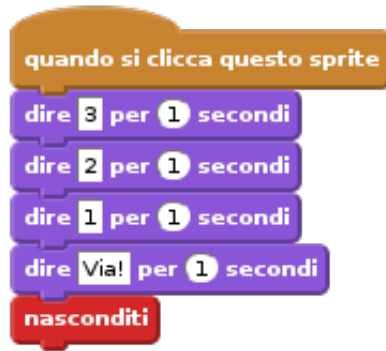 quando si clicca questo sprite
dire 3 per 1 secondi
dire 2 per 1 secondi
dire 1 per 1 secondi
dire Via! per 1 secondi
nasconditi